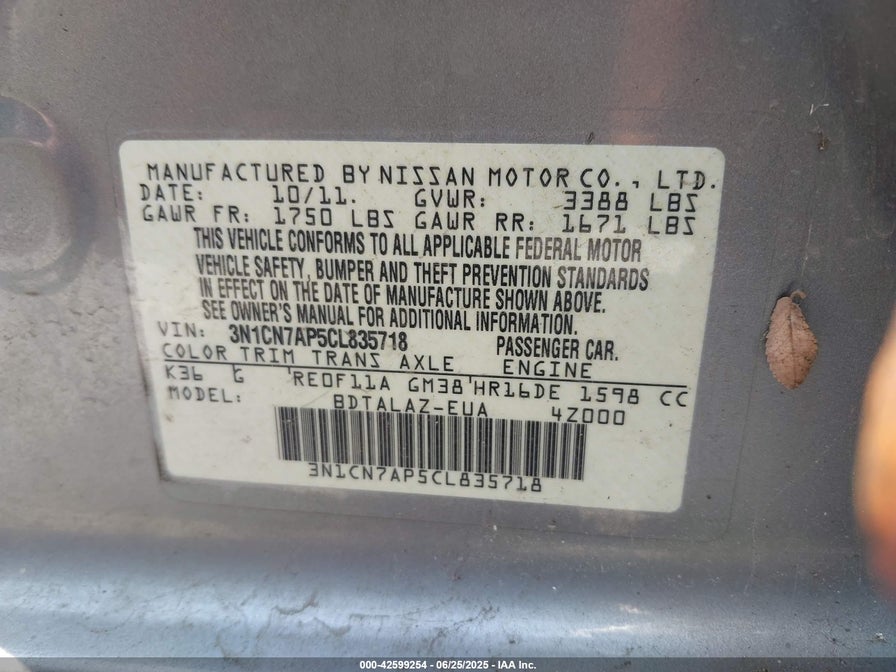 MANUFACTURED BY NISSAN MOTOR CO., LTD.
DATE: 10/11. GVWR: 3388 LBS
GAWR FR: 1750 LBS GAWR RR: 1671 LBS
THIS VEHICLE CONFORMS TO ALL APPLICABLE FEDERAL MOTOR
VEHICLE SAFETY, BUMPER AND THEFT PREVENTION STANDARDS
IN EFFECT ON THE DATE OF MANUFACTURE SHOWN ABOVE.
SEE OWNER'S MANUAL FOR ADDITIONAL INFORMATION.
VIN: 3N1CN7AP5CL835718 PASSENGER CAR.
COLOR TRIM TRANS AXLE ENGINE
K36 G RE0F11A GM38 HR16DE 1598 CC
MODEL: BDTALAZ-EUA 4Z000
3N1CN7AP5CL835718
000-42599254 - 06/25/2025 - IAA Inc.